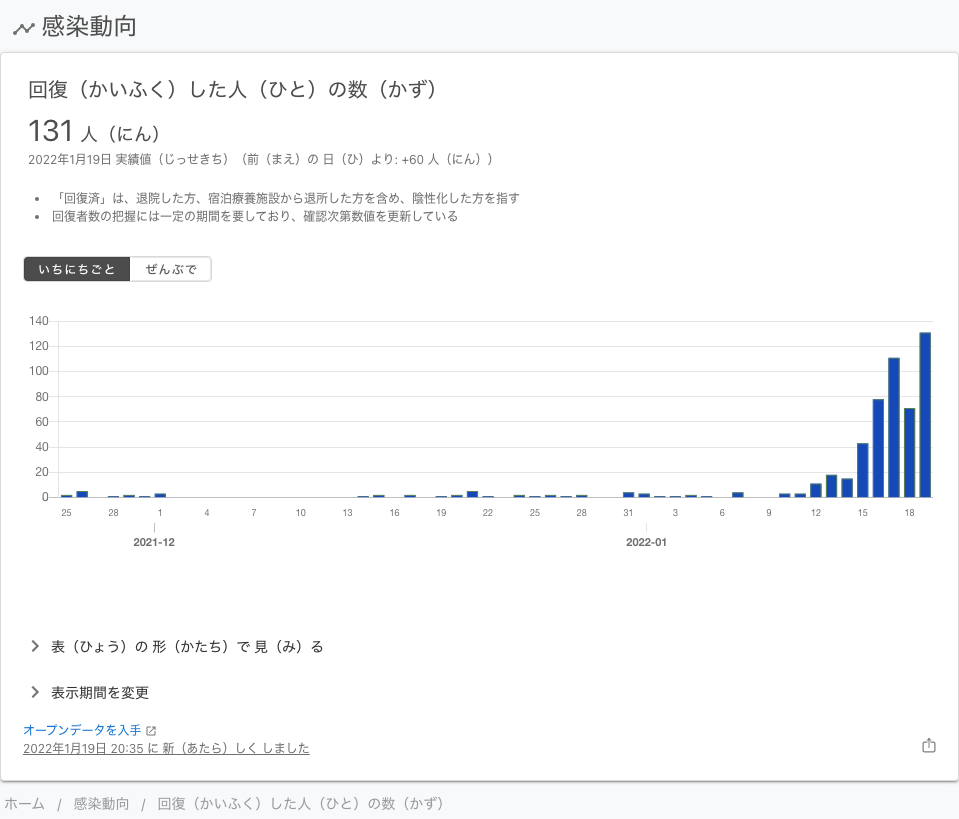 感染動向
回復（かいふく）した人（ひと）の数（かず）
131 人（にん）
2022年1月19日 実績値（じっせきち）（前（まえ）の 日（ひ）より: +60 人（にん））
「回復済」は、退院した方、宿泊療養施設から退所した方を含め、陰性化した方を指す
回復者数の把握には一定の期間を要しており、確認次第数値を更新している
いちにちごと ぜんぶで
140
120
100
80
60
40
20
0
25 28 1 4 7 10 13 16 19 22 25 28 31 3 6 9 12 15 18
2021-12 2022-01
表（ひょう）の 形（かたち）で 見（み）る
表示期間を変更
オープンデータを入手
2022年1月19日 20:35 に 新（あたら）しく しました
ホーム / 感染動向 / 回復（かいふく）した人（ひと）の数（かず）